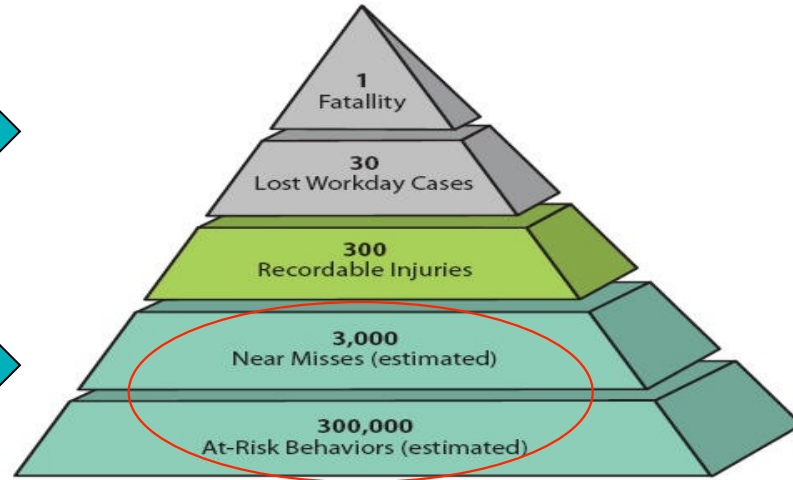 1
Fatallity
30
Lost Workday Cases
300
Recordable Injuries
3,000
Near Misses (estimated)
300,000
At-Risk Behaviors (estimated)